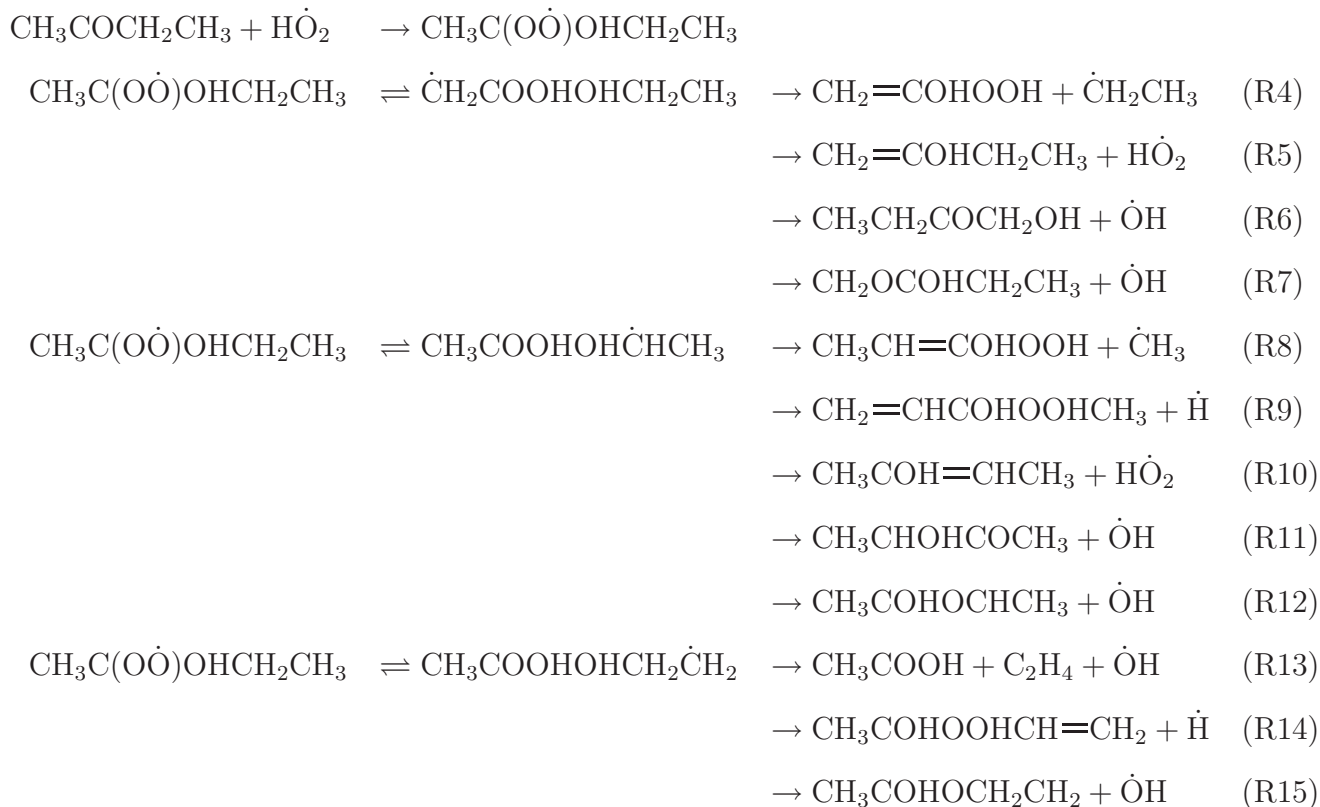 CH₃COCH₂CH₃ + HȮ₂ → CH₃C(OȮ)OHCH₂CH₃
CH₃C(OȮ)OHCH₂CH₃ ⇌ ĊH₂COOHOHCH₂CH₃ → CH₂=COHOOH + ĊH₂CH₃ (R4)
→ CH₂=COHCH₂CH₃ + HȮ₂ (R5)
→ CH₃CH₂COCH₂OH + ȮH (R6)
→ CH₂OCOHCH₂CH₃ + ȮH (R7)
CH₃C(OȮ)OHCH₂CH₃ ⇌ CH₃COOHOHĊHCH₃ → CH₃CH=COHOOH + ĊH₃ (R8)
→ CH₂=CHCOHOOHCH₃ + Ḣ (R9)
→ CH₃COH=CHCH₃ + HȮ₂ (R10)
→ CH₃CHOHCOCH₃ + ȮH (R11)
→ CH₃COHOCHCH₃ + ȮH (R12)
CH₃C(OȮ)OHCH₂CH₃ ⇌ CH₃COOHOHCH₂ĊH₂ → CH₃COOH + C₂H₄ + ȮH (R13)
→ CH₃COHOOHCH=CH₂ + Ḣ (R14)
→ CH₃COHOCH₂CH₂ + ȮH (R15)